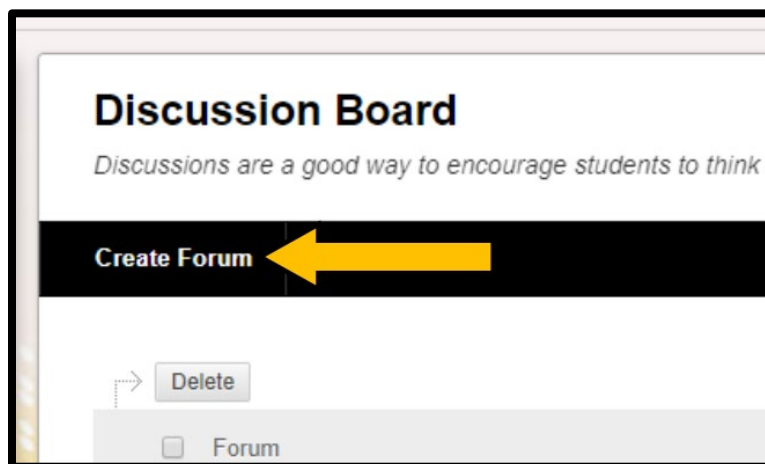 Discussion Board
Discussions are a good way to encourage students to think
Create Forum
Delete
Forum